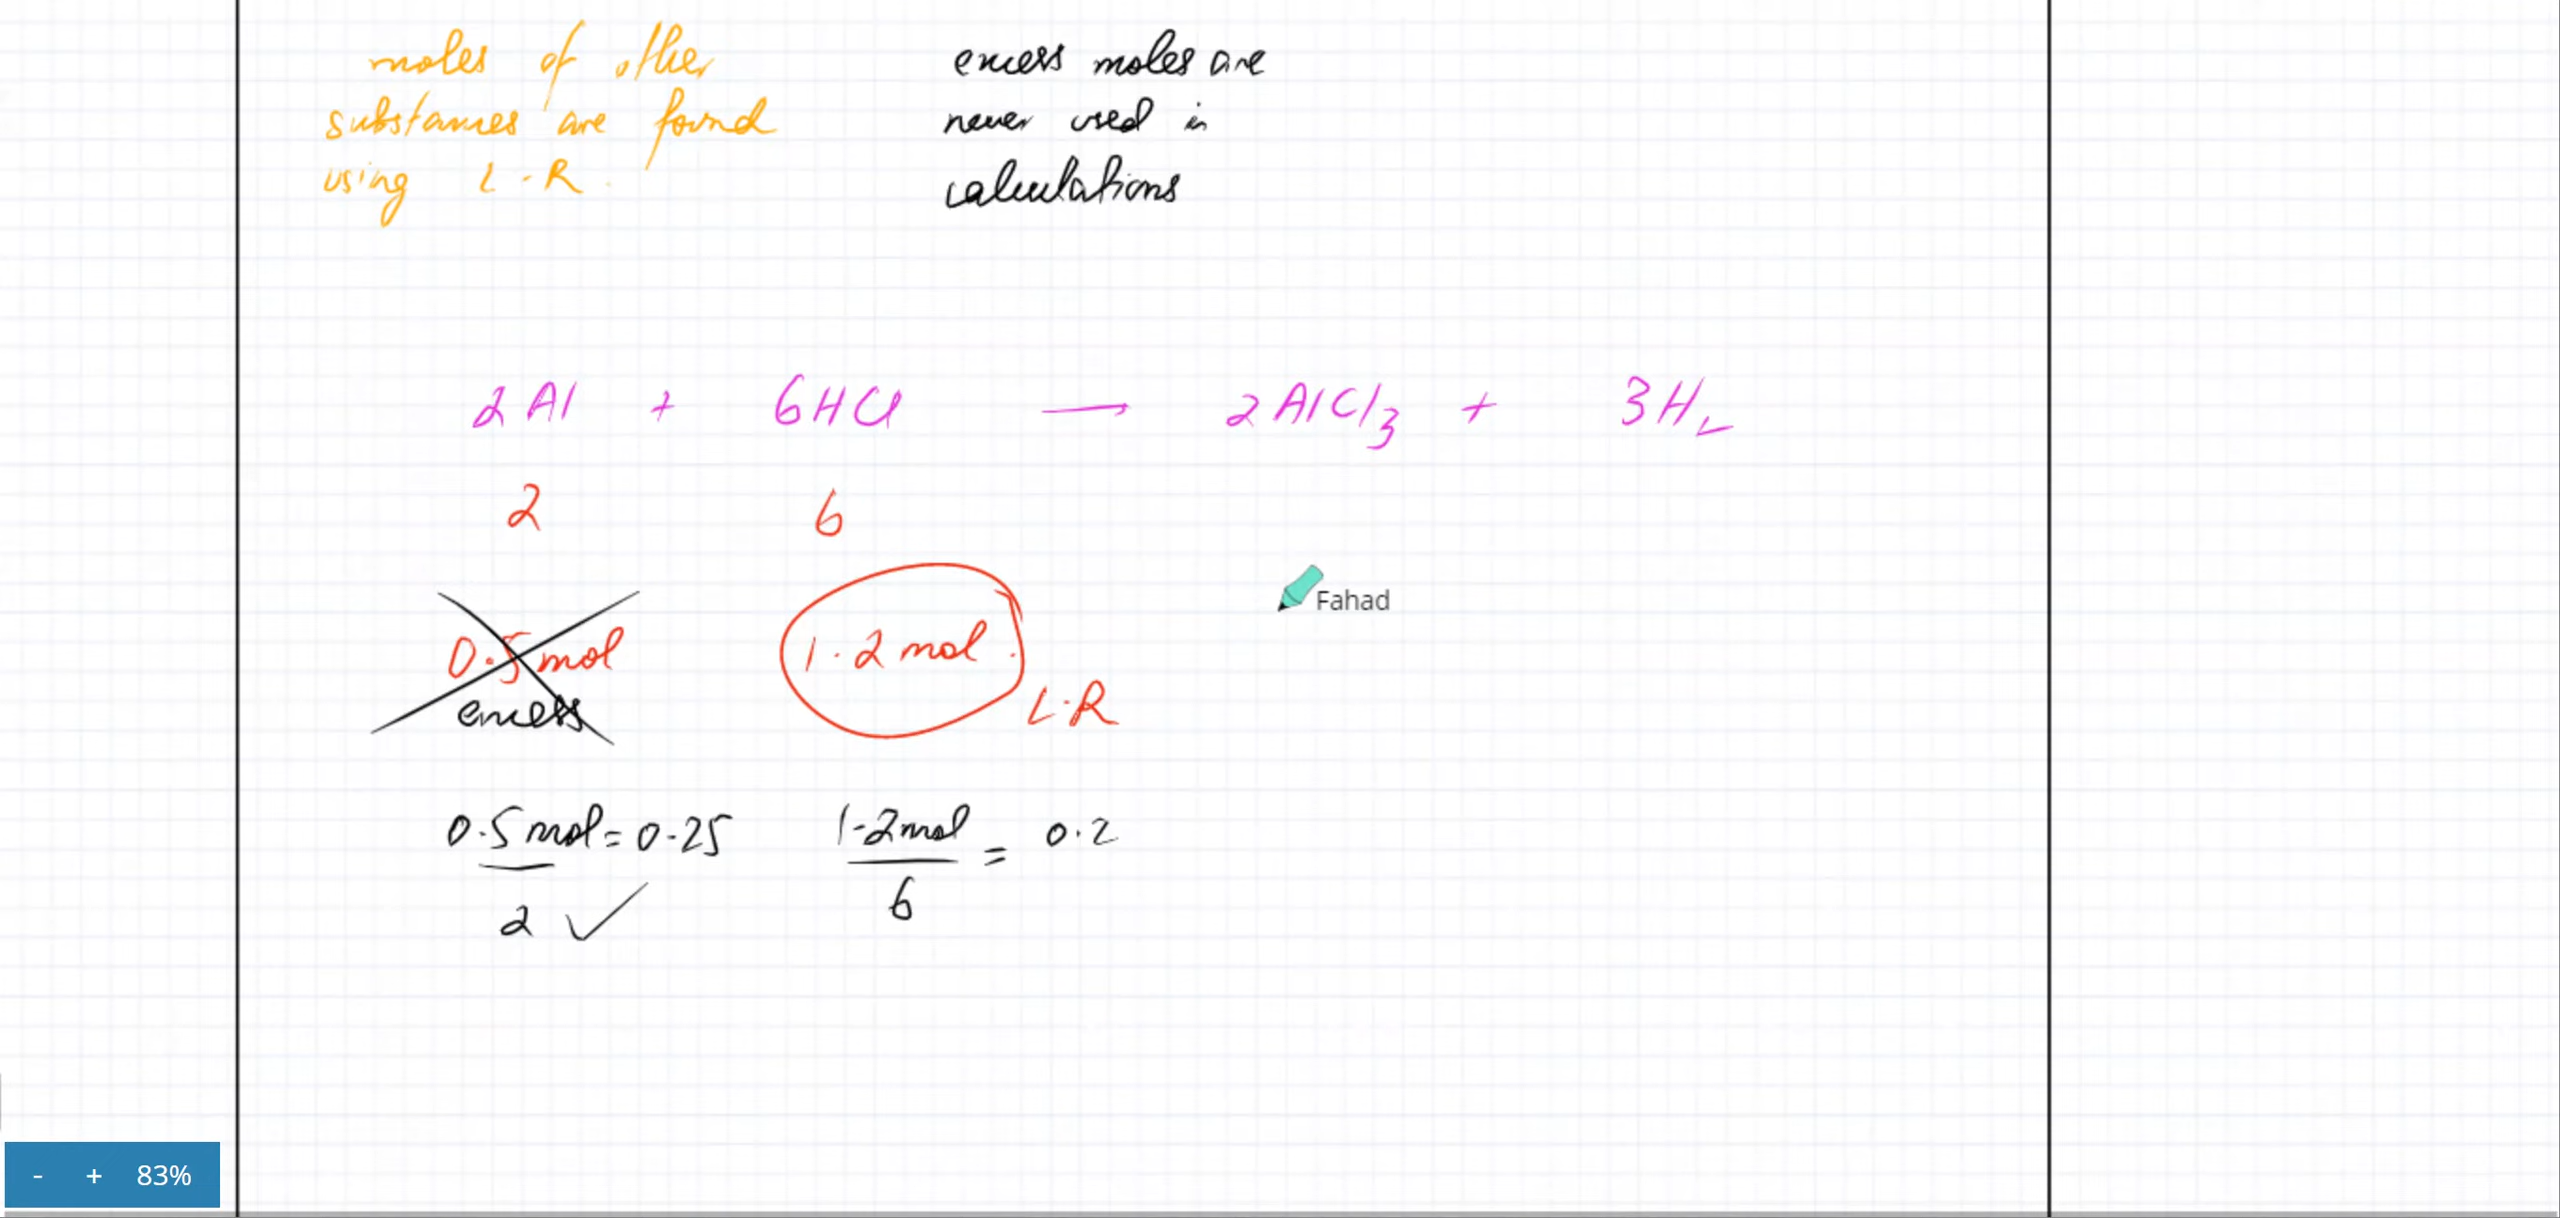 moles of other
substances are found
using L.R.
excess moles are
never used in
calculations
2Al + 6HCl → 2AlCl3 + 3H2
2 6
0.5 mol
excess
1.2 mol.
L.R
Fahad
0.5 mol = 0.25
2 ✓
1.2 mol = 0.2
6
- + 83%